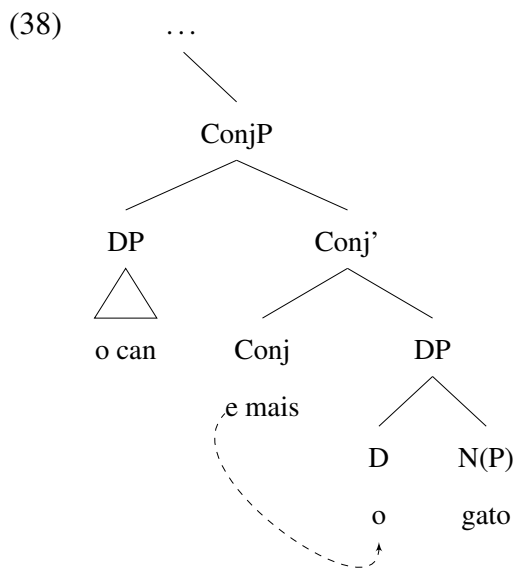 (38) …
ConjP
DP Conj’
o can Conj DP
e mais
D N(P)
o gato